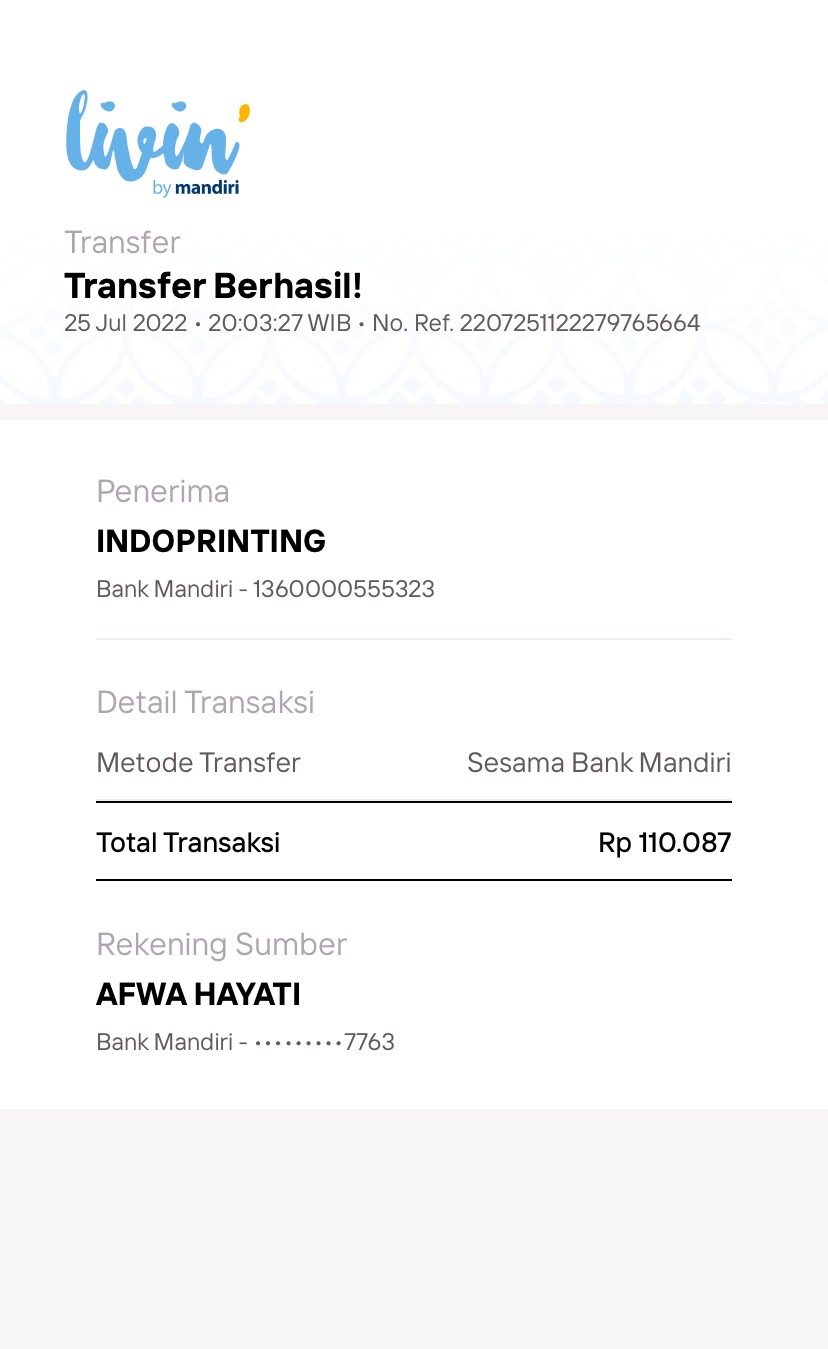 livin'
by mandiri
Transfer
Transfer Berhasil!
25 Jul 2022 • 20:03:27 WIB • No. Ref. 2207251122279765664
Penerima
INDOPRINTING
Bank Mandiri - 1360000555323
Detail Transaksi
Metode Transfer Sesama Bank Mandiri
Total Transaksi Rp 110.087
Rekening Sumber
AFWA HAYATI
Bank Mandiri - •••••••••7763